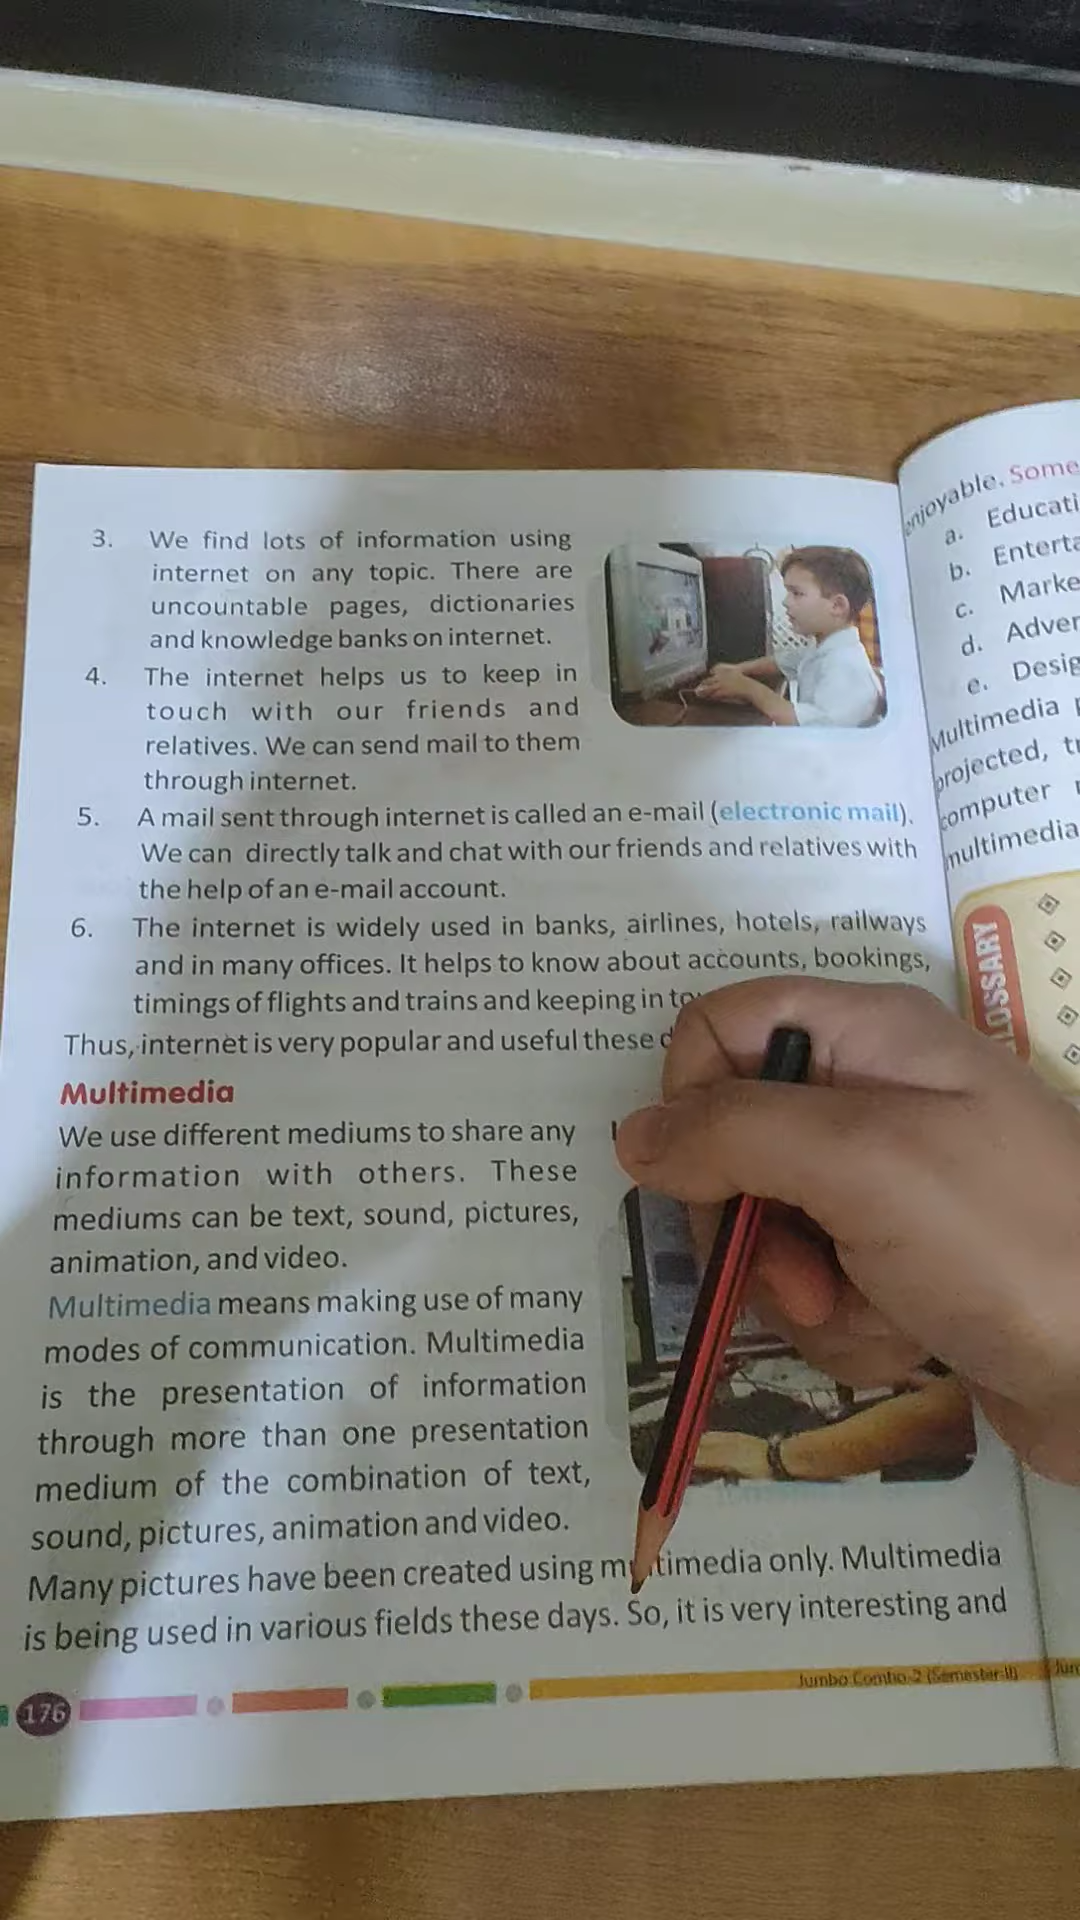 3. We find lots of information using
internet on any topic. There are
uncountable pages, dictionaries
and knowledge banks on internet.
4. The internet helps us to keep in
touch with our friends and
relatives. We can send mail to them
through internet.
5. A mail sent through internet is called an e-mail (electronic mail).
We can directly talk and chat with our friends and relatives with
the help of an e-mail account.
6. The internet is widely used in banks, airlines, hotels, railways
and in many offices. It helps to know about accounts, bookings,
timings of flights and trains and keeping in
Thus, internet is very popular and useful these
Multimedia
We use different mediums to share any
information with others. These
mediums can be text, sound, pictures,
animation, and video.
Multimedia means making use of many
modes of communication. Multimedia
is the presentation of information
through more than one presentation
medium of the combination of text,
sound, pictures, animation and video.
Many pictures have been created using multimedia only. Multimedia
is being used in various fields these days. So, it is very interesting and
Jumbo Combo-2 (Semester-II)
176
enjoyable. Some
a.
b.
c.
d.
e.
Multimedia
projected,
computer
multimedia